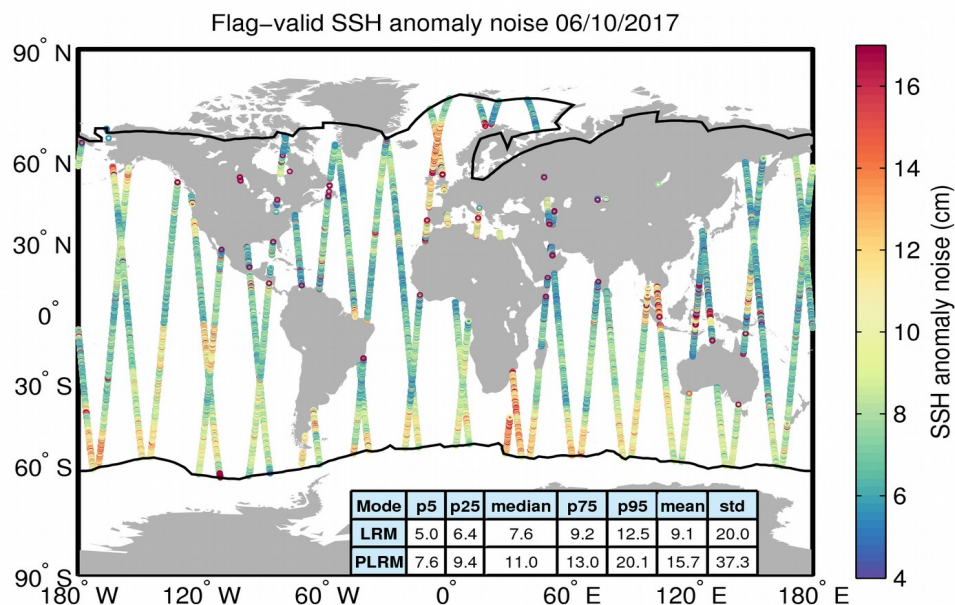 Flag−valid SSH anomaly noise 06/10/2017
90° N
60° N
30° N
0°
30° S
60° S
90° S
180° W
120° W
60° W
0°
60° E
120° E
180° E
Mode p5 p25 median p75 p95 mean std
LRM 5.0 6.4 7.6 9.2 12.5 9.1 20.0
PLRM 7.6 9.4 11.0 13.0 20.1 15.7 37.3
16
14
12
10
8
6
4
SSH anomaly noise (cm)